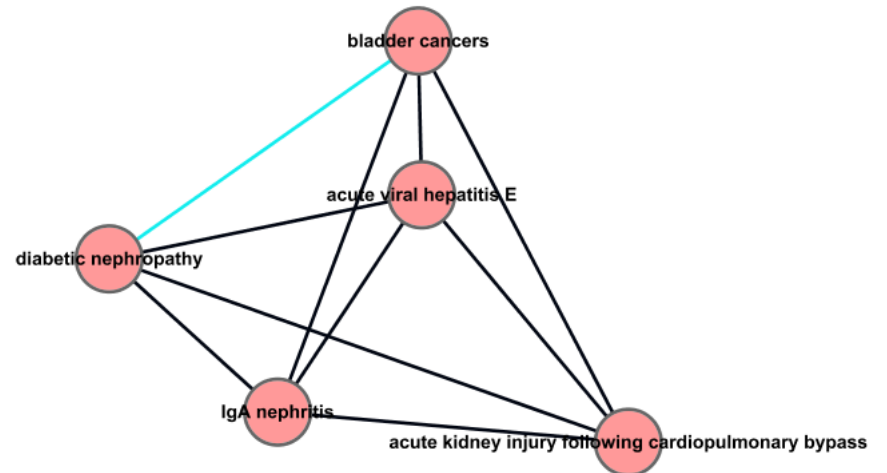 bladder cancers
acute viral hepatitis E
diabetic nephropathy
IgA nephritis
acute kidney injury following cardiopulmonary bypass